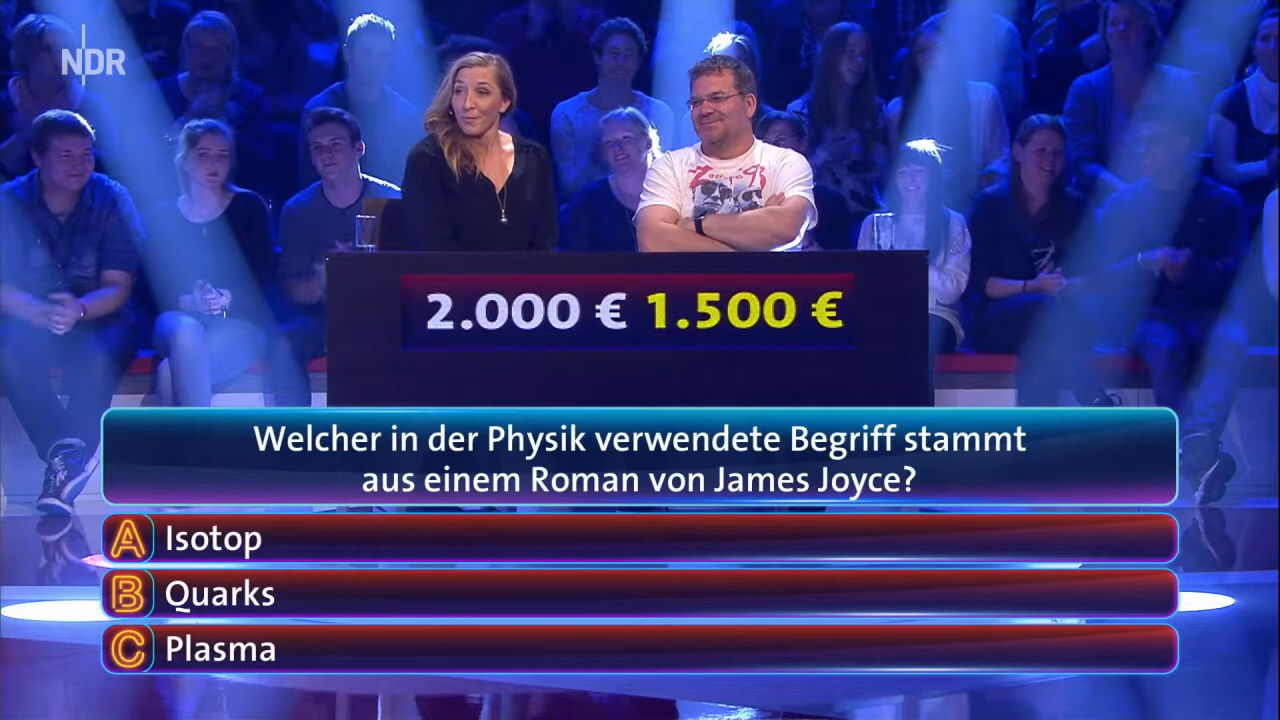 NDR
2.000 € 1.500 €
Welcher in der Physik verwendete Begriff stammt
aus einem Roman von James Joyce?
A Isotop
B Quarks
C Plasma